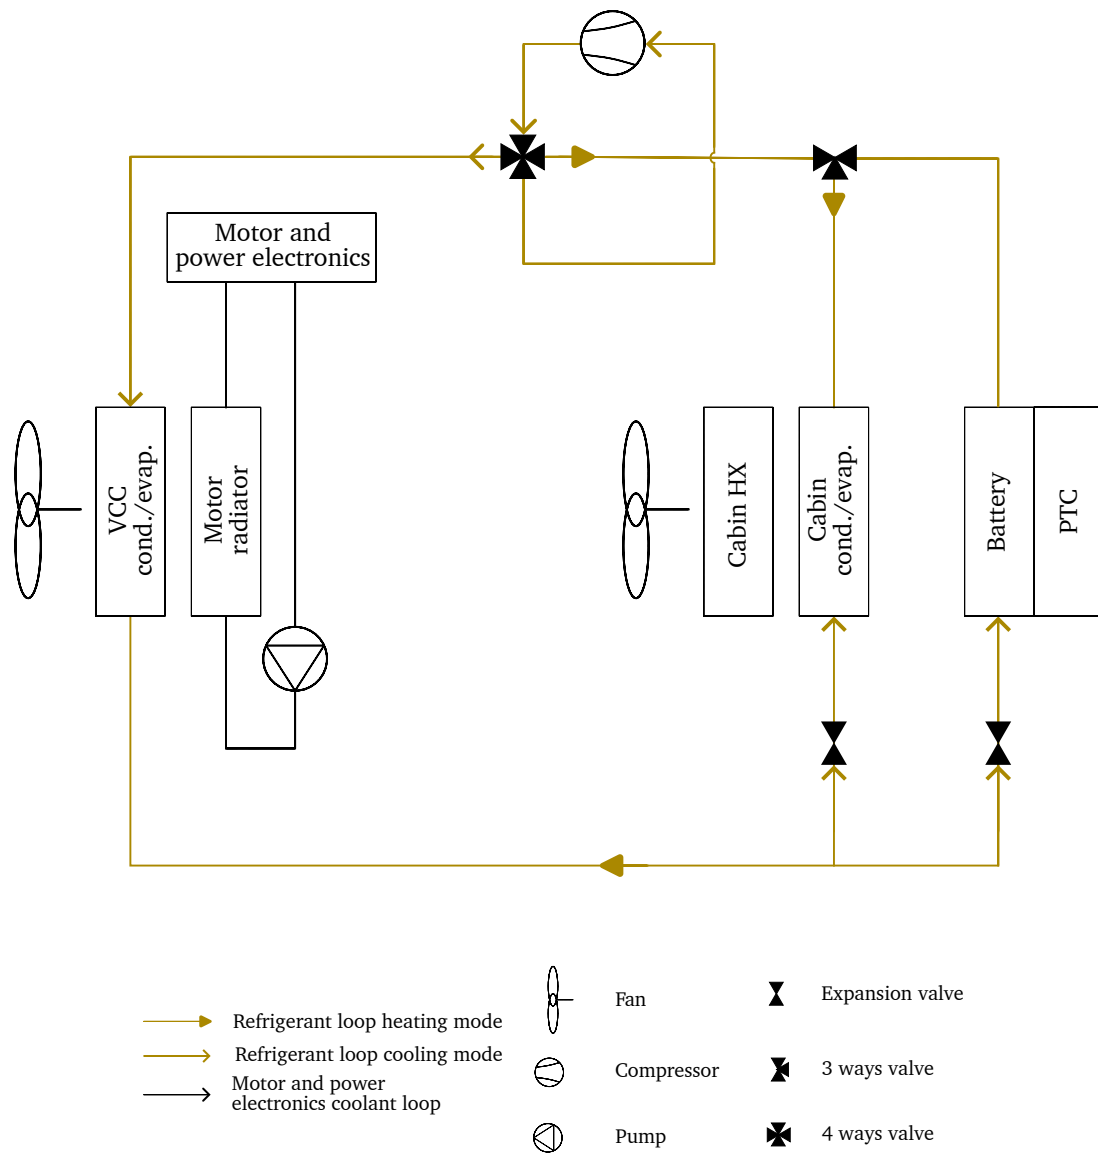 Motor and
power electronics
VCC
cond./evap.
Motor
radiator
Cabin HX
Cabin
cond./evap.
Battery
PTC
Refrigerant loop heating mode
Refrigerant loop cooling mode
Motor and power
electronics coolant loop
Fan
Compressor
Pump
Expansion valve
3 ways valve
4 ways valve